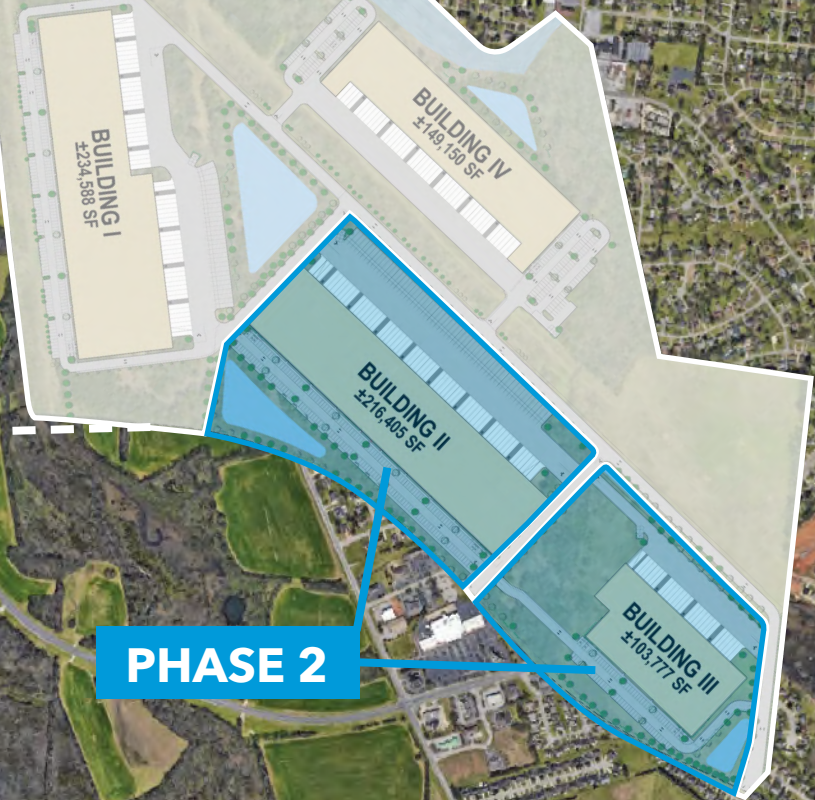 BUILDING I
±234,588 SF
BUILDING IV
±149,150 SF
BUILDING II
±216,405 SF
BUILDING III
±103,777 SF
PHASE 2